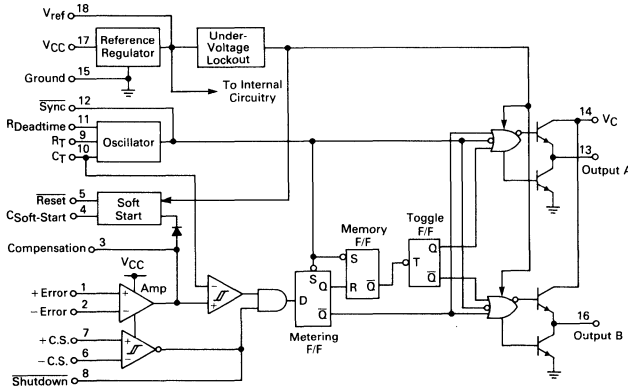 Vref 18
VCC 17
Reference Regulator
Under-Voltage Lockout
Ground 15
To Internal Circuitry
Sync 12
RDeadtime 11
RT 9
CT 10
Oscillator
14 VC
13
Output A
Reset 5
CSoft-Start 4
Soft Start
Compensation 3
Memory F/F
Toggle F/F
S
R Q
T
Q
Q
VCC
Amp
+Error 1
-Error 2
+
-
-
+
D
S
Q
Q
Metering F/F
16
Output B
+C.S. 7
-C.S. 6
+
-
Shutdown 8